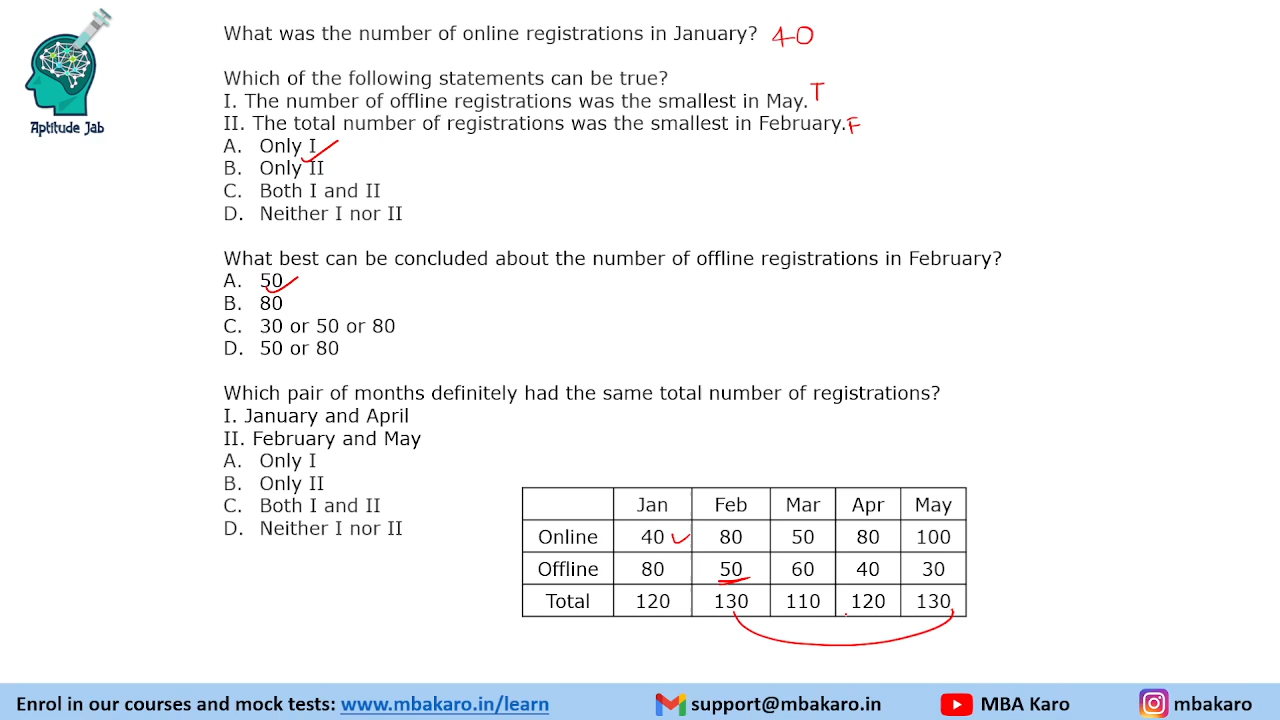 What was the number of online registrations in January? 40
Which of the following statements can be true?
I. The number of offline registrations was the smallest in May. T
II. The total number of registrations was the smallest in February. F
A. Only I
B. Only II
C. Both I and II
D. Neither I nor II
What best can be concluded about the number of offline registrations in February?
A. 50
B. 80
C. 30 or 50 or 80
D. 50 or 80
Which pair of months definitely had the same total number of registrations?
I. January and April
II. February and May
A. Only I
B. Only II
C. Both I and II
D. Neither I nor II
Jan Feb Mar Apr May
Online 40 80 50 80 100
Offline 80 50 60 40 30
Total 120 130 110 120 130
Aptitude Jab
Enrol in our courses and mock tests: www.mbakaro.in/learn support@mbakaro.in MBA Karo mbakaro